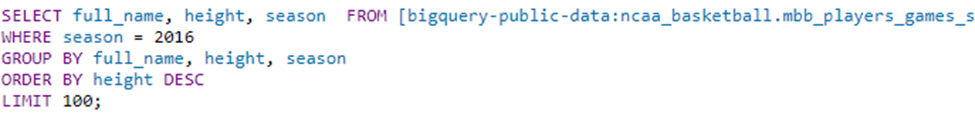 SELECT full_name, height, season  FROM [bigquery-public-data:ncaa_basketball.mbb_players_games_s
WHERE season = 2016
GROUP BY full_name, height, season
ORDER BY height DESC
LIMIT 100;